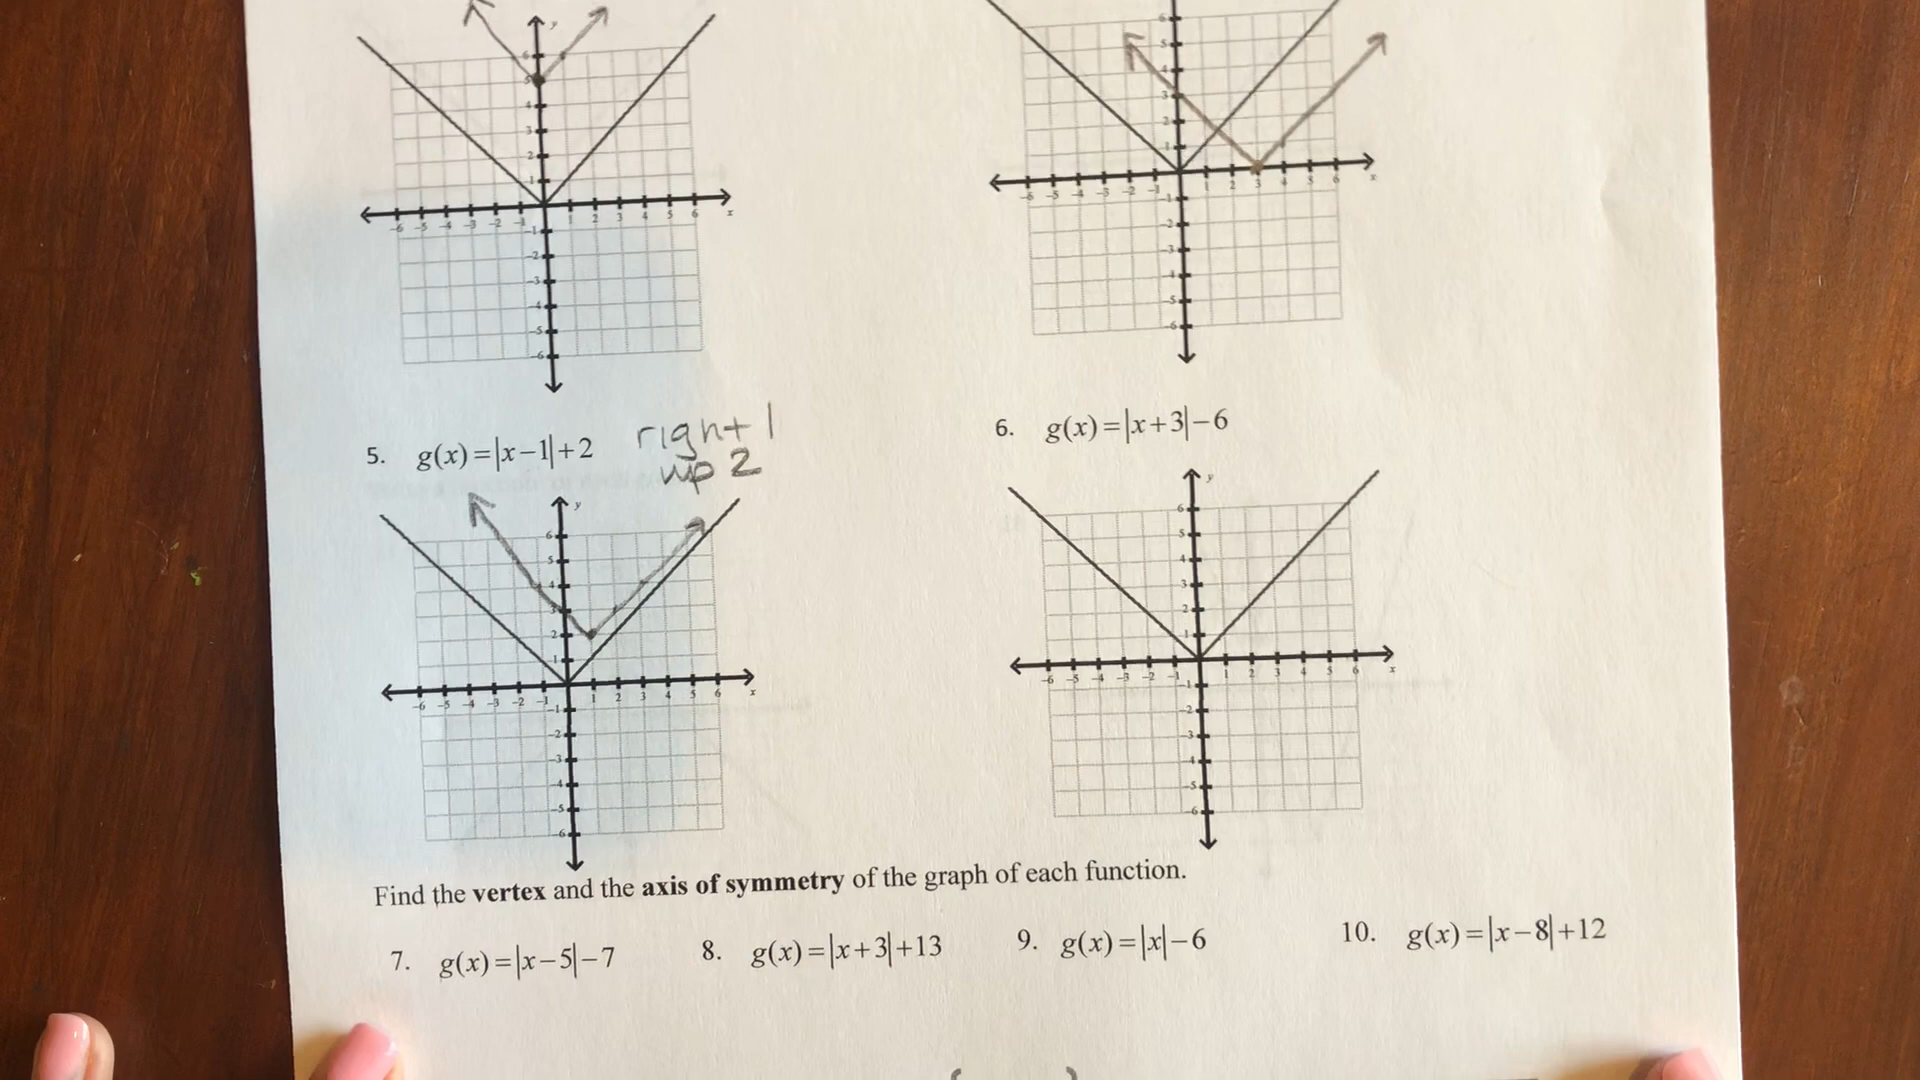 5. g(x)=|x−1|+2 right 1
up 2
6. g(x)=|x+3|−6
Find the vertex and the axis of symmetry of the graph of each function.
7. g(x)=|x−5|−7
8. g(x)=|x+3|+13
9. g(x)=|x|−6
10. g(x)=|x−8|+12